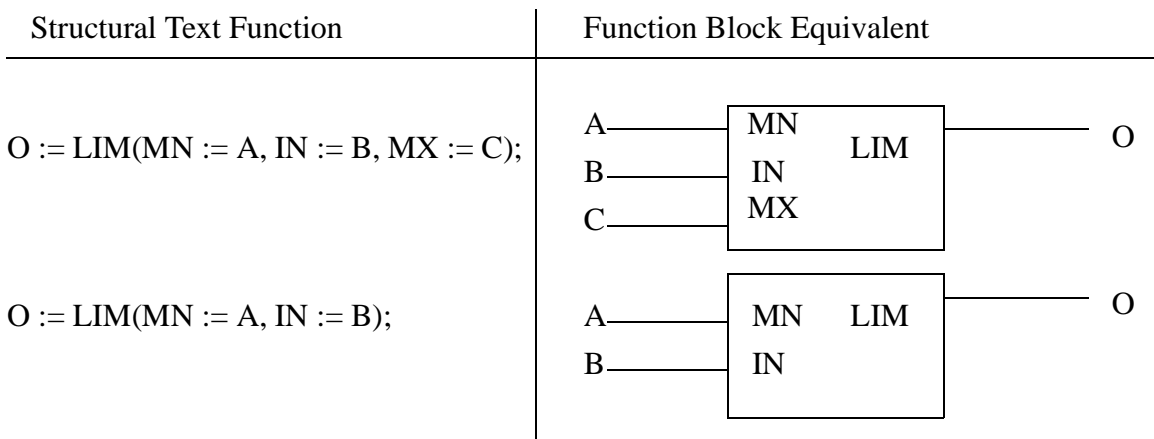 Structural Text Function
Function Block Equivalent
O := LIM(MN := A, IN := B, MX := C);
A MN LIM O
B IN
C MX
O := LIM(MN := A, IN := B);
A MN LIM O
B IN